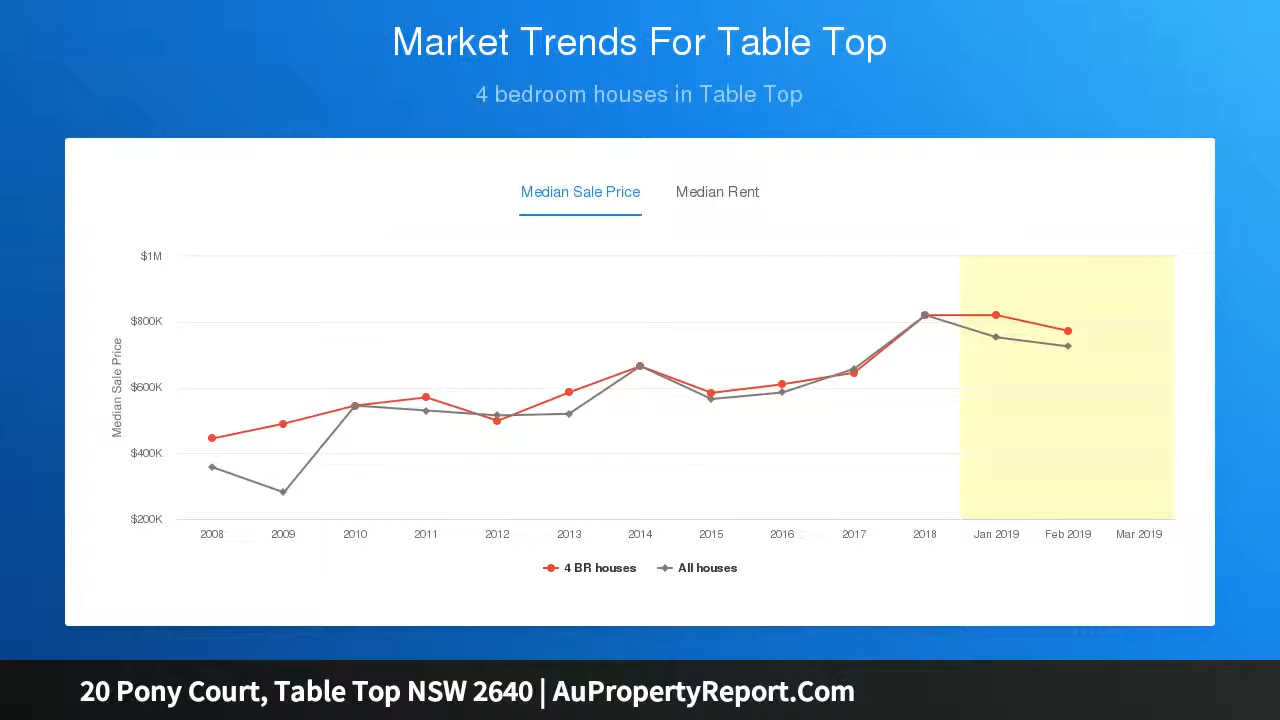 Market Trends For Table Top
4 bedroom houses in Table Top
Median Sale Price Median Rent
$1M
$800K
$600K
$400K
$200K
Median Sale Price
2008 2009 2010 2011 2012 2013 2014 2015 2016 2017 2018 Jan 2019 Feb 2019 Mar 2019
4 BR houses All houses
20 Pony Court, Table Top NSW 2640 | AuPropertyReport.Com